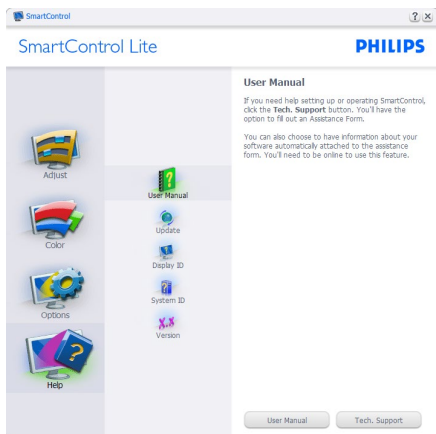 SmartControl
? x
SmartControl Lite
PHILIPS
Adjust
Color
Options
Help
User Manual
Update
Display ID
System ID
X.X
Version
User Manual
If you need help setting up or operating SmartControl,
click the Tech. Support button. You'll have the
option to fill out an Assistance Form.
You can also choose to have information about your
software automatically attached to the assistance
form. You'll need to be online to use this feature.
User Manual
Tech. Support